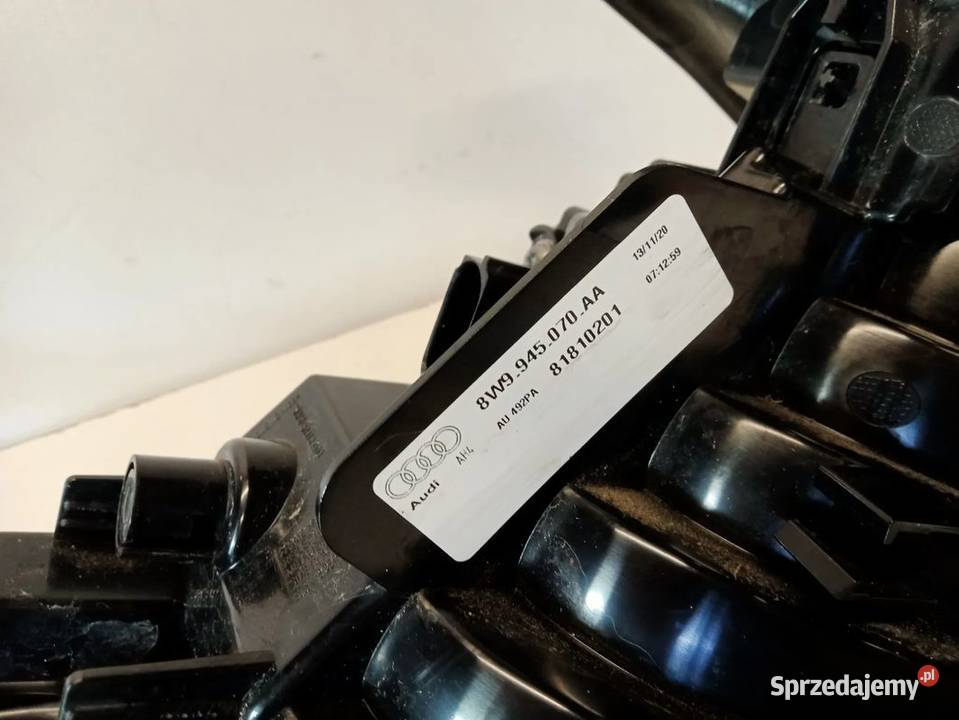 8W9.945.070.AA
13/11/20
AU 492PA
81810201
07:12:59
AH4
Audi
Sprzedajemy.pl